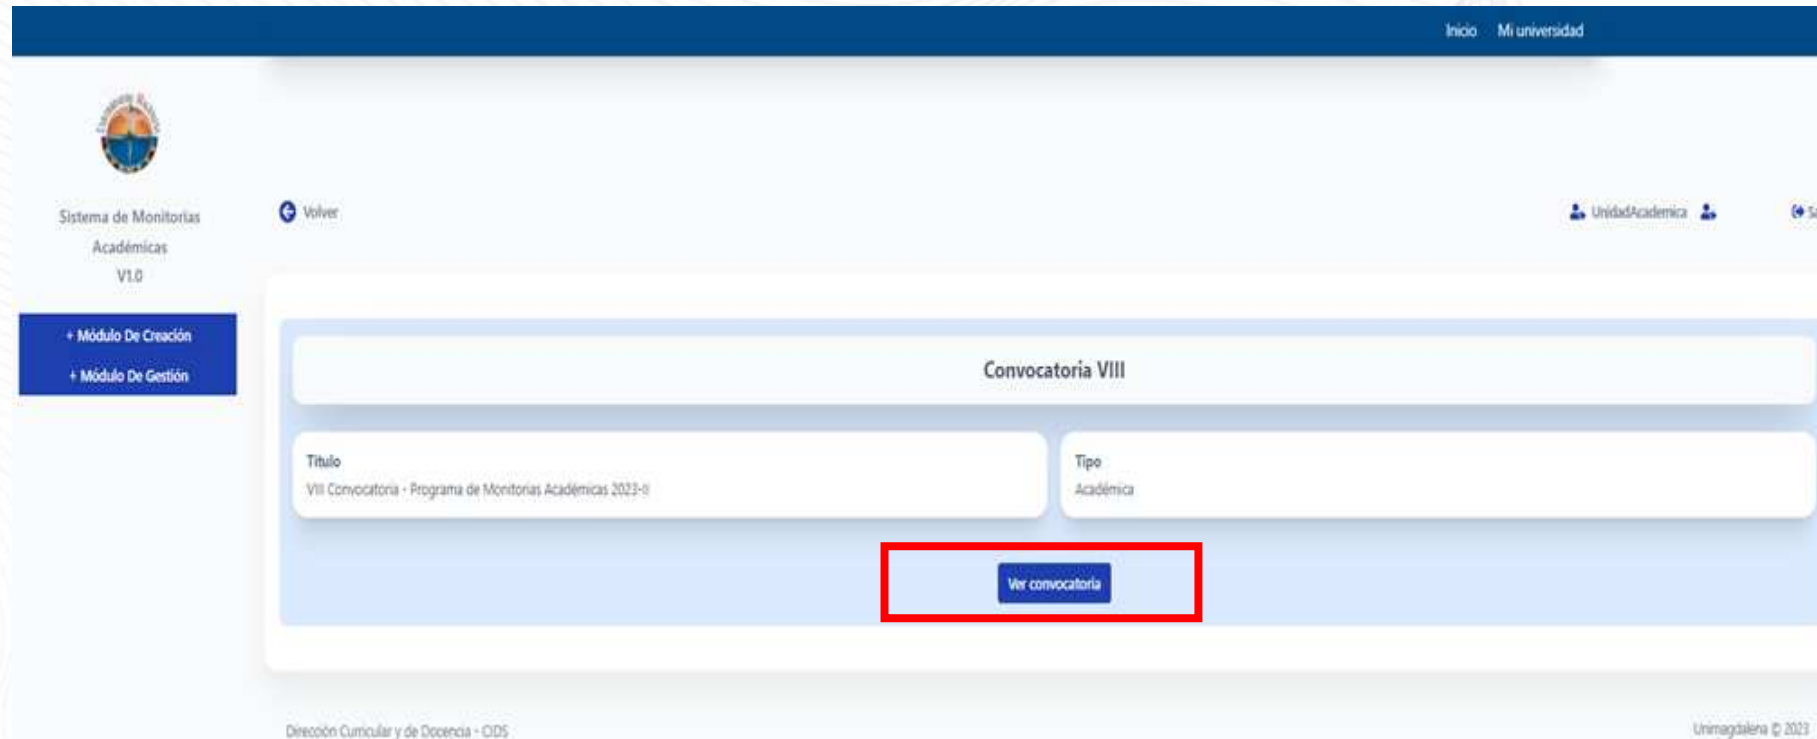 Inicio Mi universidad
Sistema de Monitorias
Académicas
V1.0
Volver
UnidadAcademica
+ Módulo De Creación
+ Módulo De Gestión
Convocatoria VIII
Título
VIII Convocatoria - Programa de Monitorias Académicas 2023-II
Tipo
Académica
Ver convocatoria
Dirección Curricular y de Docencia - CIDS
Unimagdalena © 2023